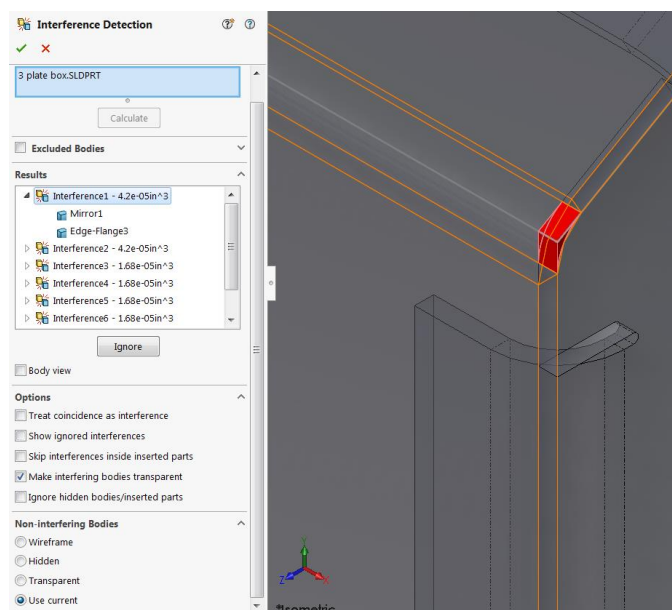 Interference Detection
3 plate box.SLDPRT
Calculate
Excluded Bodies
Results
Interference1 - 4.2e-05in^3
Mirror1
Edge-Flange3
Interference2 - 4.2e-05in^3
Interference3 - 1.68e-05in^3
Interference4 - 1.68e-05in^3
Interference5 - 1.68e-05in^3
Interference6 - 1.68e-05in^3
Ignore
Body view
Options
Treat coincidence as interference
Show ignored interferences
Skip interferences inside inserted parts
Make interfering bodies transparent
Ignore hidden bodies/inserted parts
Non-interfering Bodies
Wireframe
Hidden
Transparent
Use current
Y
Z
X
*Isometric